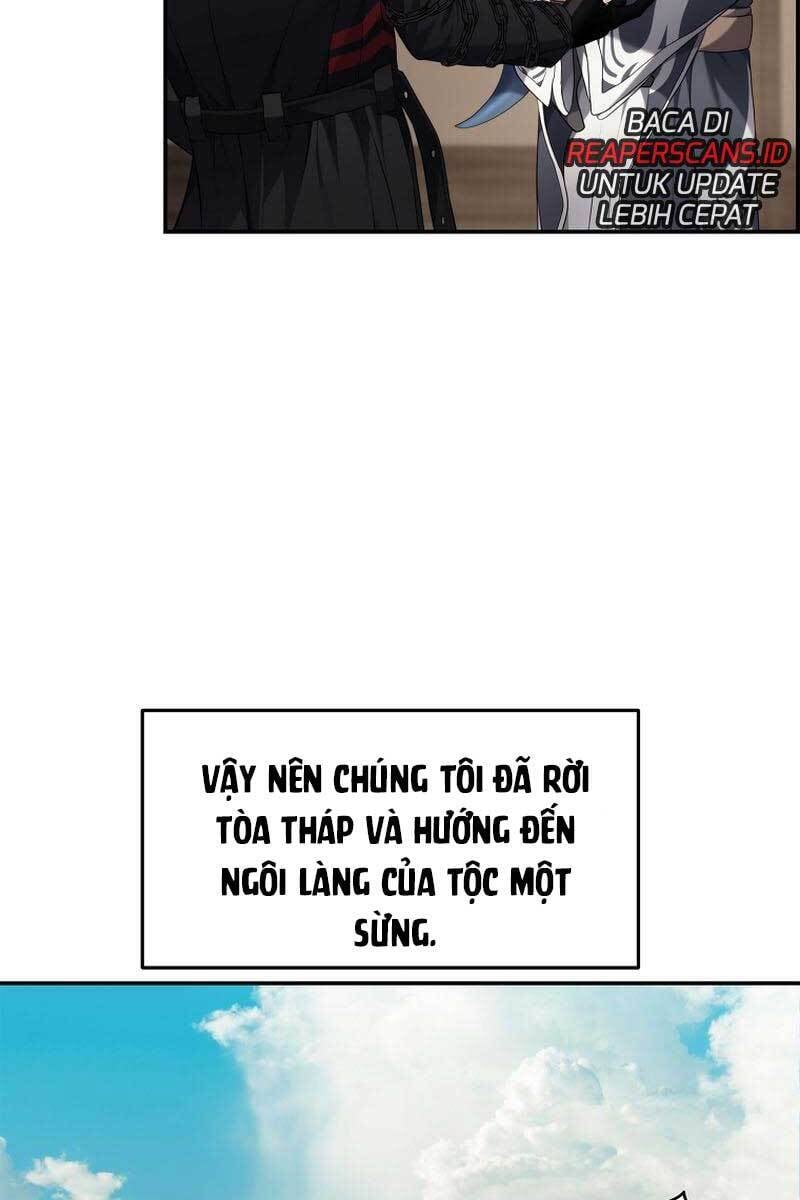 BACA DI
REAPERSCANS.ID
UNTUK UPDATE
LEBIH CEPAT
VẬY NÊN CHÚNG TÔI ĐÃ RỜI
TÒA THÁP VÀ HƯỚNG ĐẾN
NGÔI LÀNG CỦA TỘC MỘT
SỪNG.